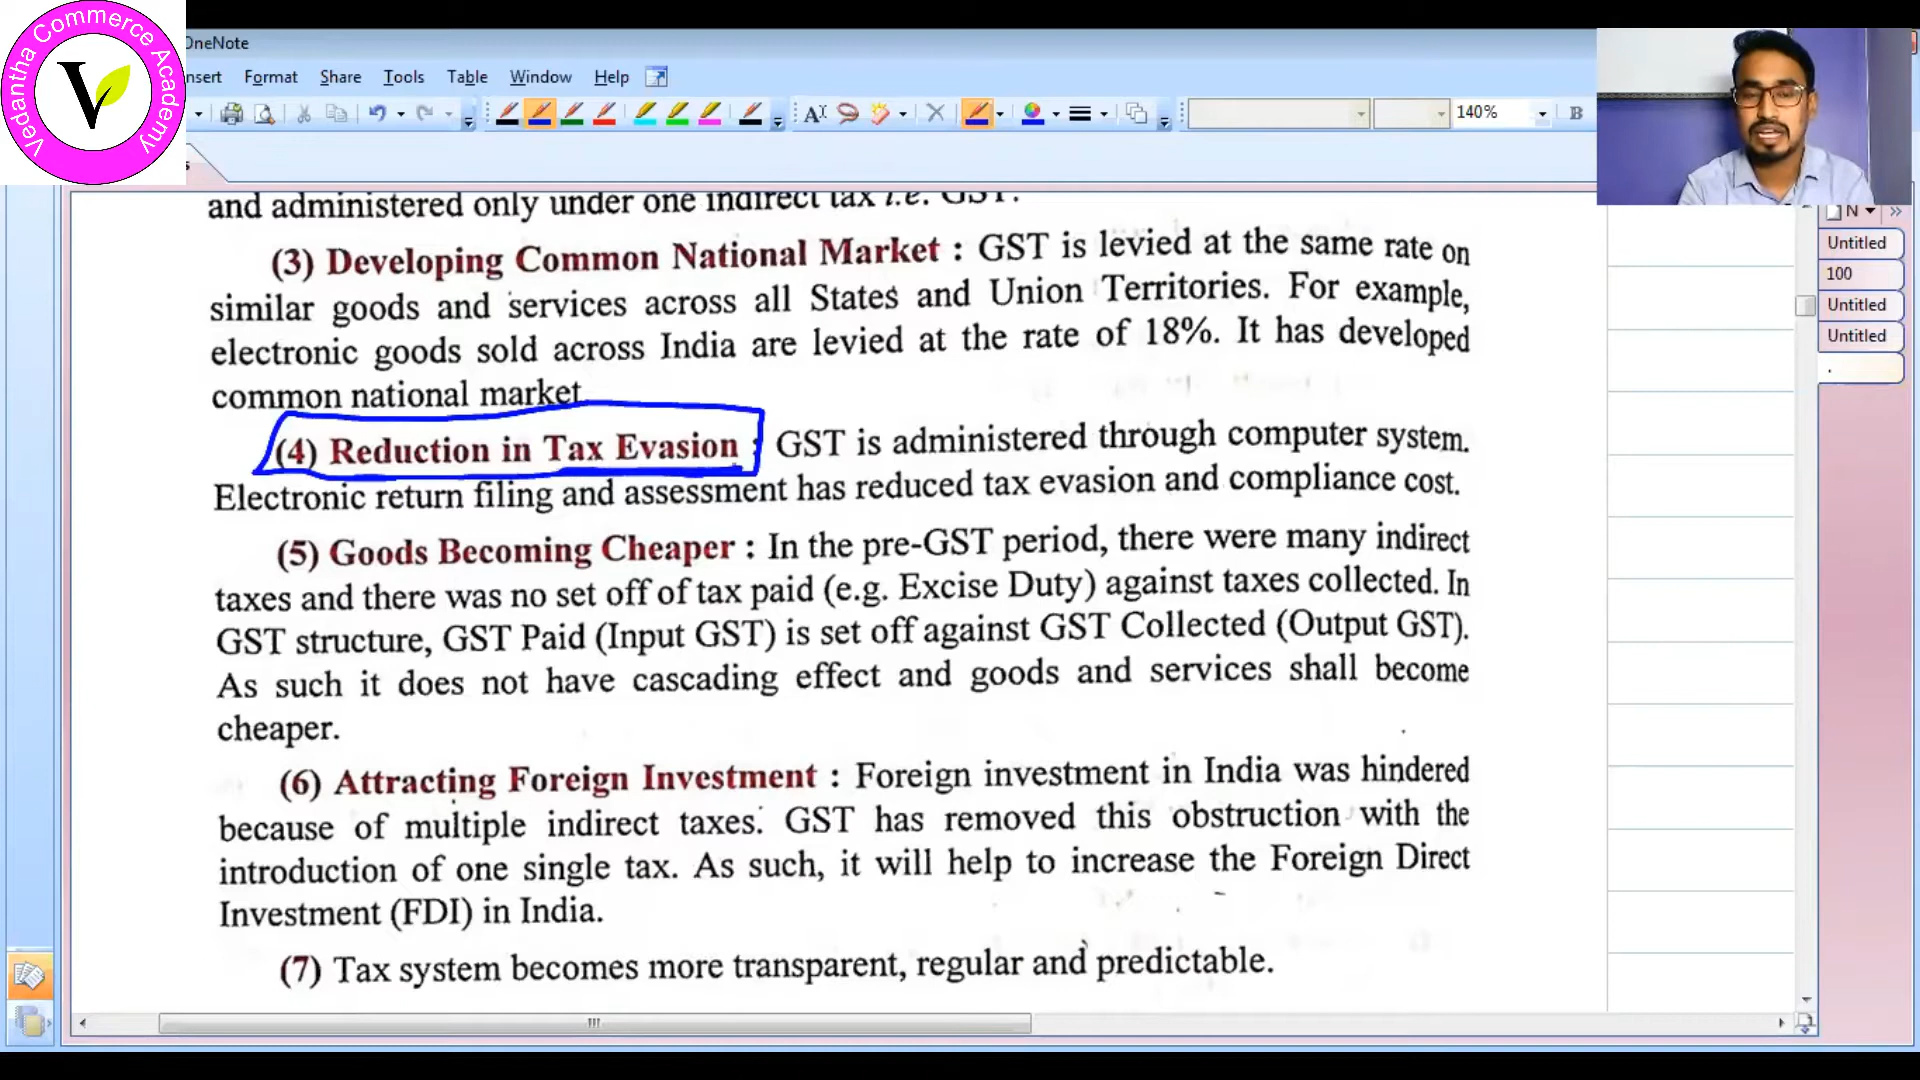 Vedantha Commerce Academy
V
OneNote
nsert Format Share Tools Table Window Help
140%
B
s
N
Untitled
100
Untitled
Untitled
.
and administered only under one indirect tax i.e. GST.
(3) Developing Common National Market : GST is levied at the same rate on
similar goods and services across all States and Union Territories. For example,
electronic goods sold across India are levied at the rate of 18%. It has developed
common national market.
(4) Reduction in Tax Evasion : GST is administered through computer system.
Electronic return filing and assessment has reduced tax evasion and compliance cost.
(5) Goods Becoming Cheaper : In the pre-GST period, there were many indirect
taxes and there was no set off of tax paid (e.g. Excise Duty) against taxes collected. In
GST structure, GST Paid (Input GST) is set off against GST Collected (Output GST).
As such it does not have cascading effect and goods and services shall become
cheaper.
(6) Attracting Foreign Investment : Foreign investment in India was hindered
because of multiple indirect taxes. GST has removed this obstruction with the
introduction of one single tax. As such, it will help to increase the Foreign Direct
Investment (FDI) in India.
(7) Tax system becomes more transparent, regular and predictable.